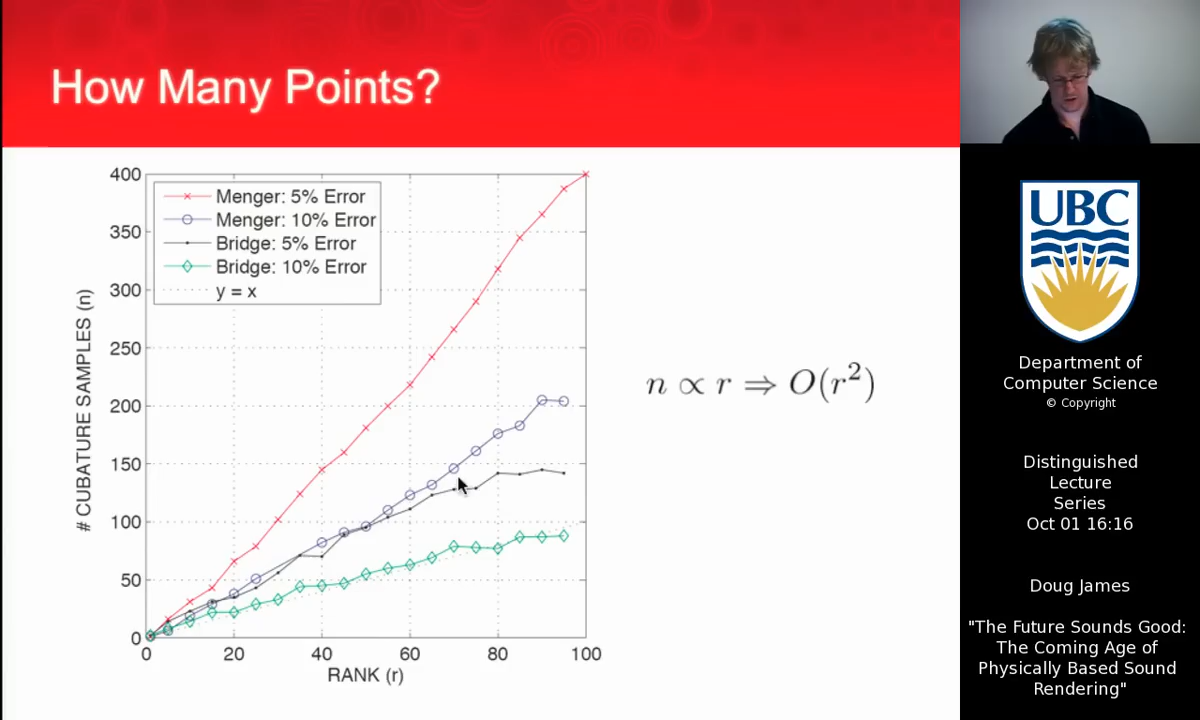 How Many Points?
400
350
300
250
200
150
100
50
0
# CUBATURE SAMPLES (n)
Menger: 5% Error
Menger: 10% Error
Bridge: 5% Error
Bridge: 10% Error
y = x
0 20 40 60 80 100
RANK (r)
n ∝ r ⇒ O(r²)
UBC
Department of
Computer Science
© Copyright
Distinguished
Lecture
Series
Oct 01 16:16
Doug James
"The Future Sounds Good:
The Coming Age of
Physically Based Sound
Rendering"